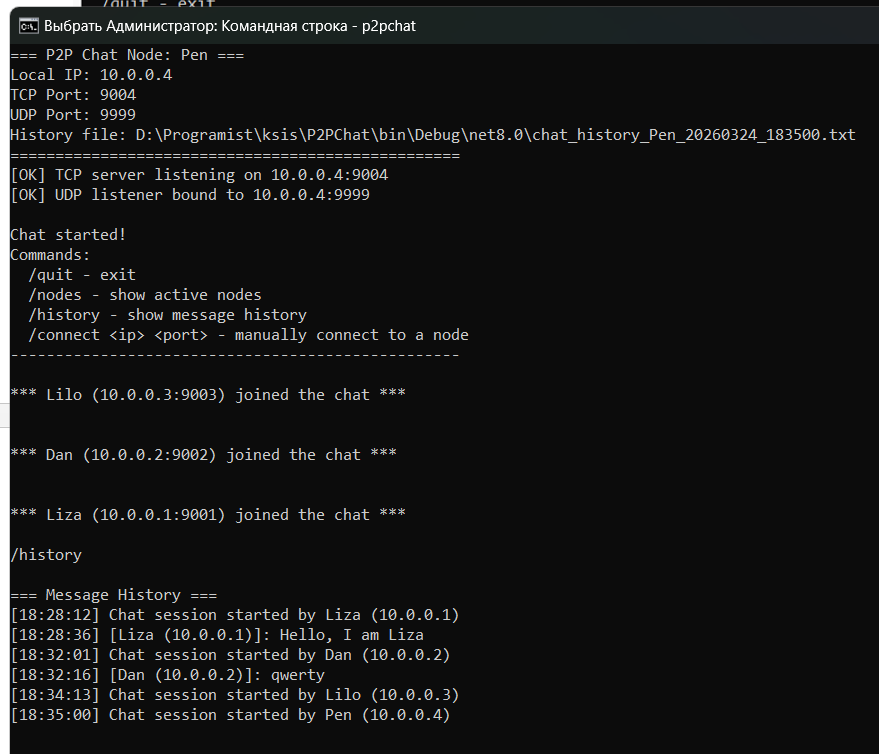 /quit - exit
Выбрать Администратор: Командная строка - p2pchat
=== P2P Chat Node: Pen ===
Local IP: 10.0.0.4
TCP Port: 9004
UDP Port: 9999
History file: D:\Programist\ksis\P2PChat\bin\Debug\net8.0\chat_history_Pen_20260324_183500.txt
==================================================
[OK] TCP server listening on 10.0.0.4:9004
[OK] UDP listener bound to 10.0.0.4:9999
Chat started!
Commands:
/quit - exit
/nodes - show active nodes
/history - show message history
/connect <ip> <port> - manually connect to a node
--------------------------------------------------
*** Lilo (10.0.0.3:9003) joined the chat ***
*** Dan (10.0.0.2:9002) joined the chat ***
*** Liza (10.0.0.1:9001) joined the chat ***
/history
=== Message History ===
[18:28:12] Chat session started by Liza (10.0.0.1)
[18:28:36] [Liza (10.0.0.1)]: Hello, I am Liza
[18:32:01] Chat session started by Dan (10.0.0.2)
[18:32:16] [Dan (10.0.0.2)]: qwerty
[18:34:13] Chat session started by Lilo (10.0.0.3)
[18:35:00] Chat session started by Pen (10.0.0.4)